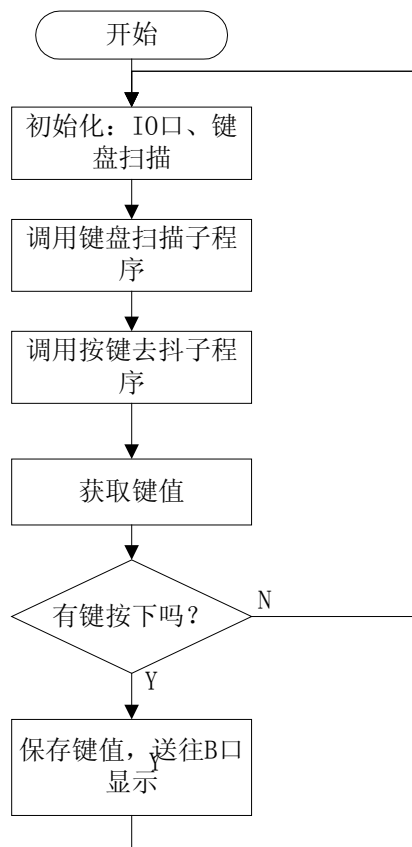 开始
初始化：IO口、键
盘扫描
调用键盘扫描子程
序
调用按键去抖子程
序
获取键值
有键按下吗？
N
Y
保存键值，送往B口
Y
显示